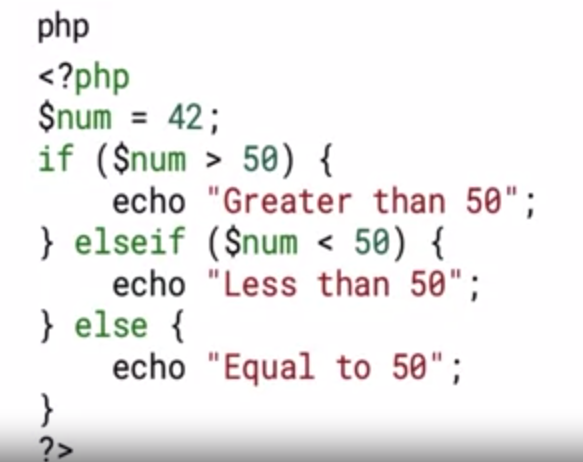 php
<?php
$num = 42;
if ($num > 50) {
    echo "Greater than 50";
} elseif ($num < 50) {
    echo "Less than 50";
} else {
    echo "Equal to 50";
}
?>